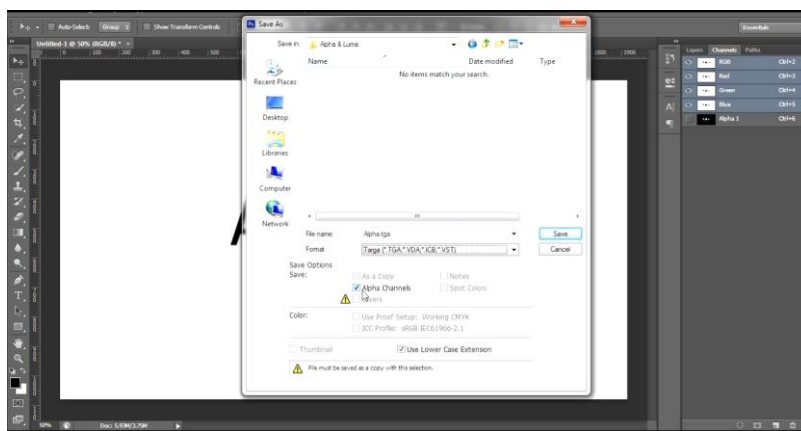 Auto-Select: Group Show Transform Controls
Essentials
Untitled-1 @ 50% (RGB/8) * ×
Save As
Save in: Alpha & Luma
Name Date modified Type
No items match your search.
Recent Places
Desktop
Libraries
Computer
Network
File name: Alpha.tga
Format: Targa (*.TGA;*.VDA;*.ICB;*.VST)
Save
Cancel
Save Options
Save:
As a Copy
Notes
Alpha Channels
Spot Colors
Layers
Color:
Use Proof Setup: Working CMYK
ICC Profile: sRGB IEC61966-2.1
Thumbnail
Use Lower Case Extension
File must be saved as a copy with this selection.
Layers Channels Paths
RGB Ctrl+2
Red Ctrl+3
Green Ctrl+4
Blue Ctrl+5
Alpha 1 Ctrl+6
50% Doc: 5.93M/3.75M